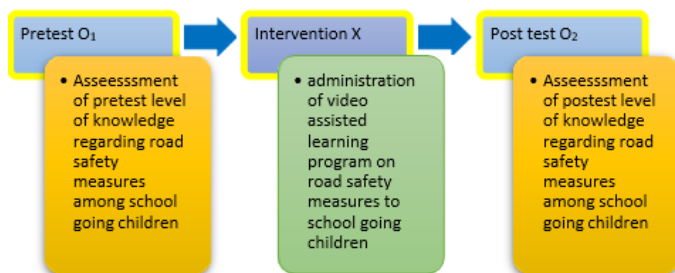 Pretest O₁
Intervention X
Post test O₂
• Asseesssment
of pretest level
of knowledge
regarding road
safety
measures
among school
going children
• administration
of video
assisted
learning
program on
road safety
measures to
school going
children
• Asseesssment
of postest level
of knowledge
regarding road
safety
measures
among school
going children